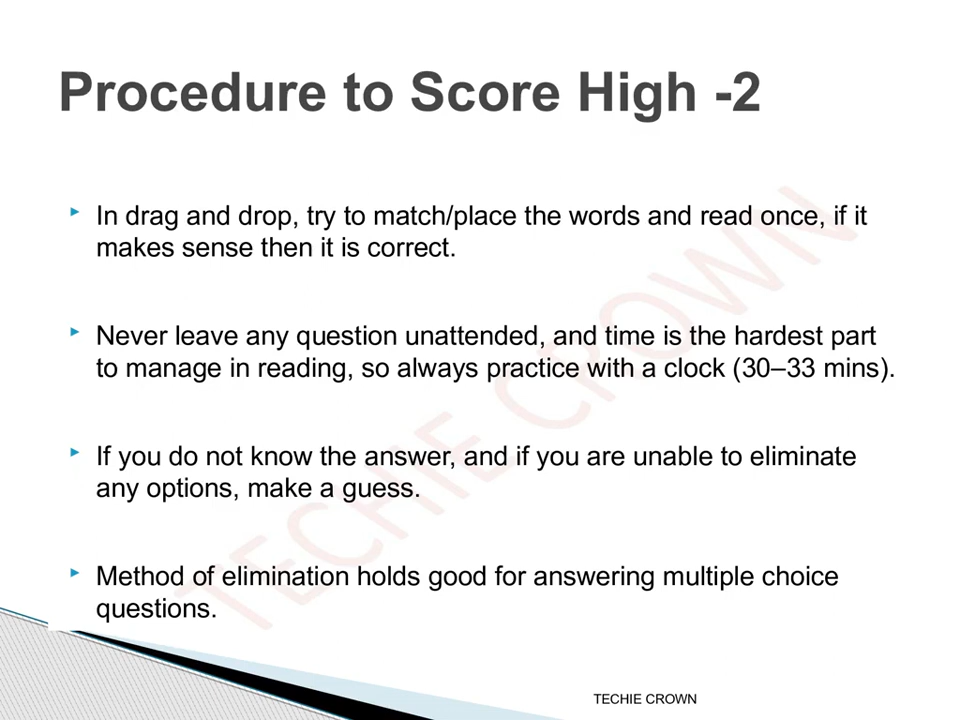 Procedure to Score High -2
In drag and drop, try to match/place the words and read once, if it
makes sense then it is correct.
Never leave any question unattended, and time is the hardest part
to manage in reading, so always practice with a clock (30–33 mins).
If you do not know the answer, and if you are unable to eliminate
any options, make a guess.
Method of elimination holds good for answering multiple choice
questions.
TECHIE CROWN
TECHIE CROWN